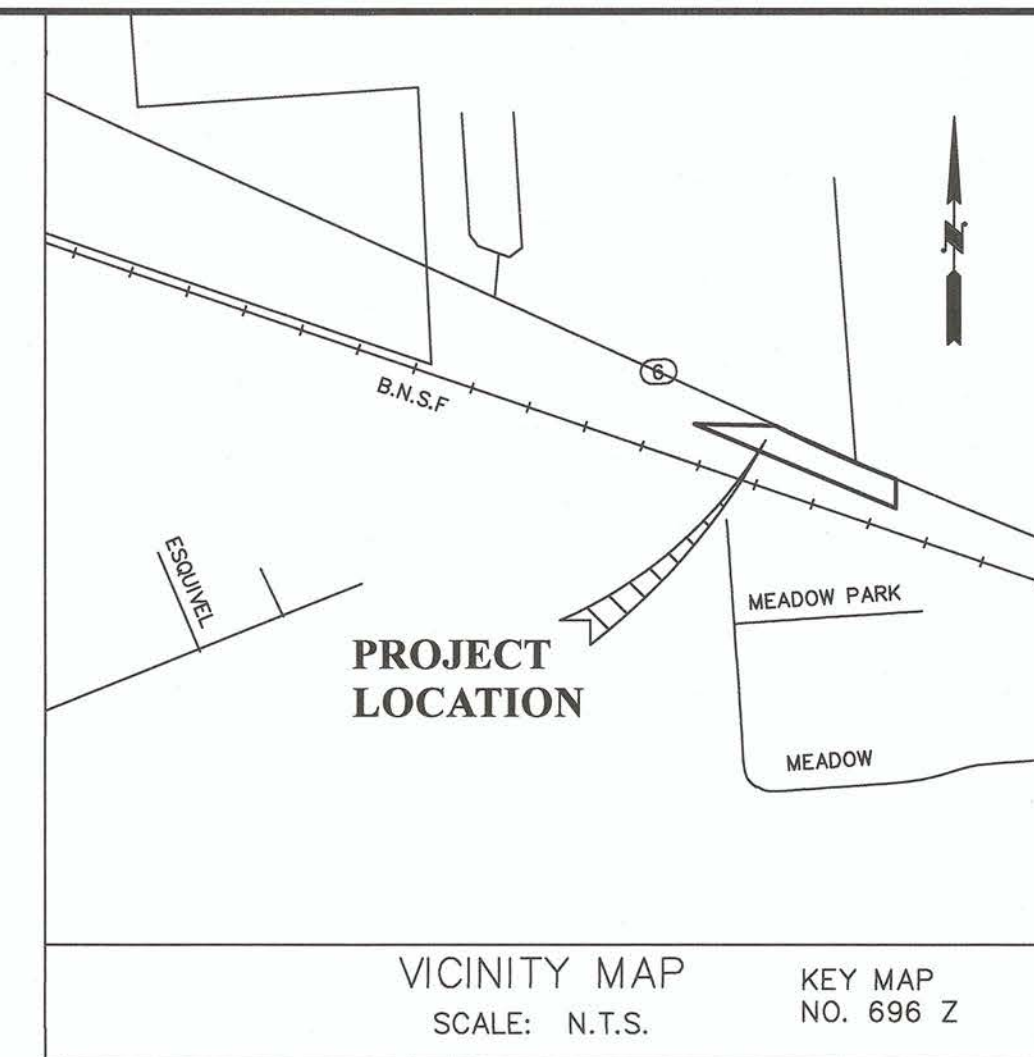 N
6
B.N.S.F
ESQUIVEL
MEADOW PARK
PROJECT
LOCATION
MEADOW
VICINITY MAP
SCALE: N.T.S.
KEY MAP
NO. 696 Z